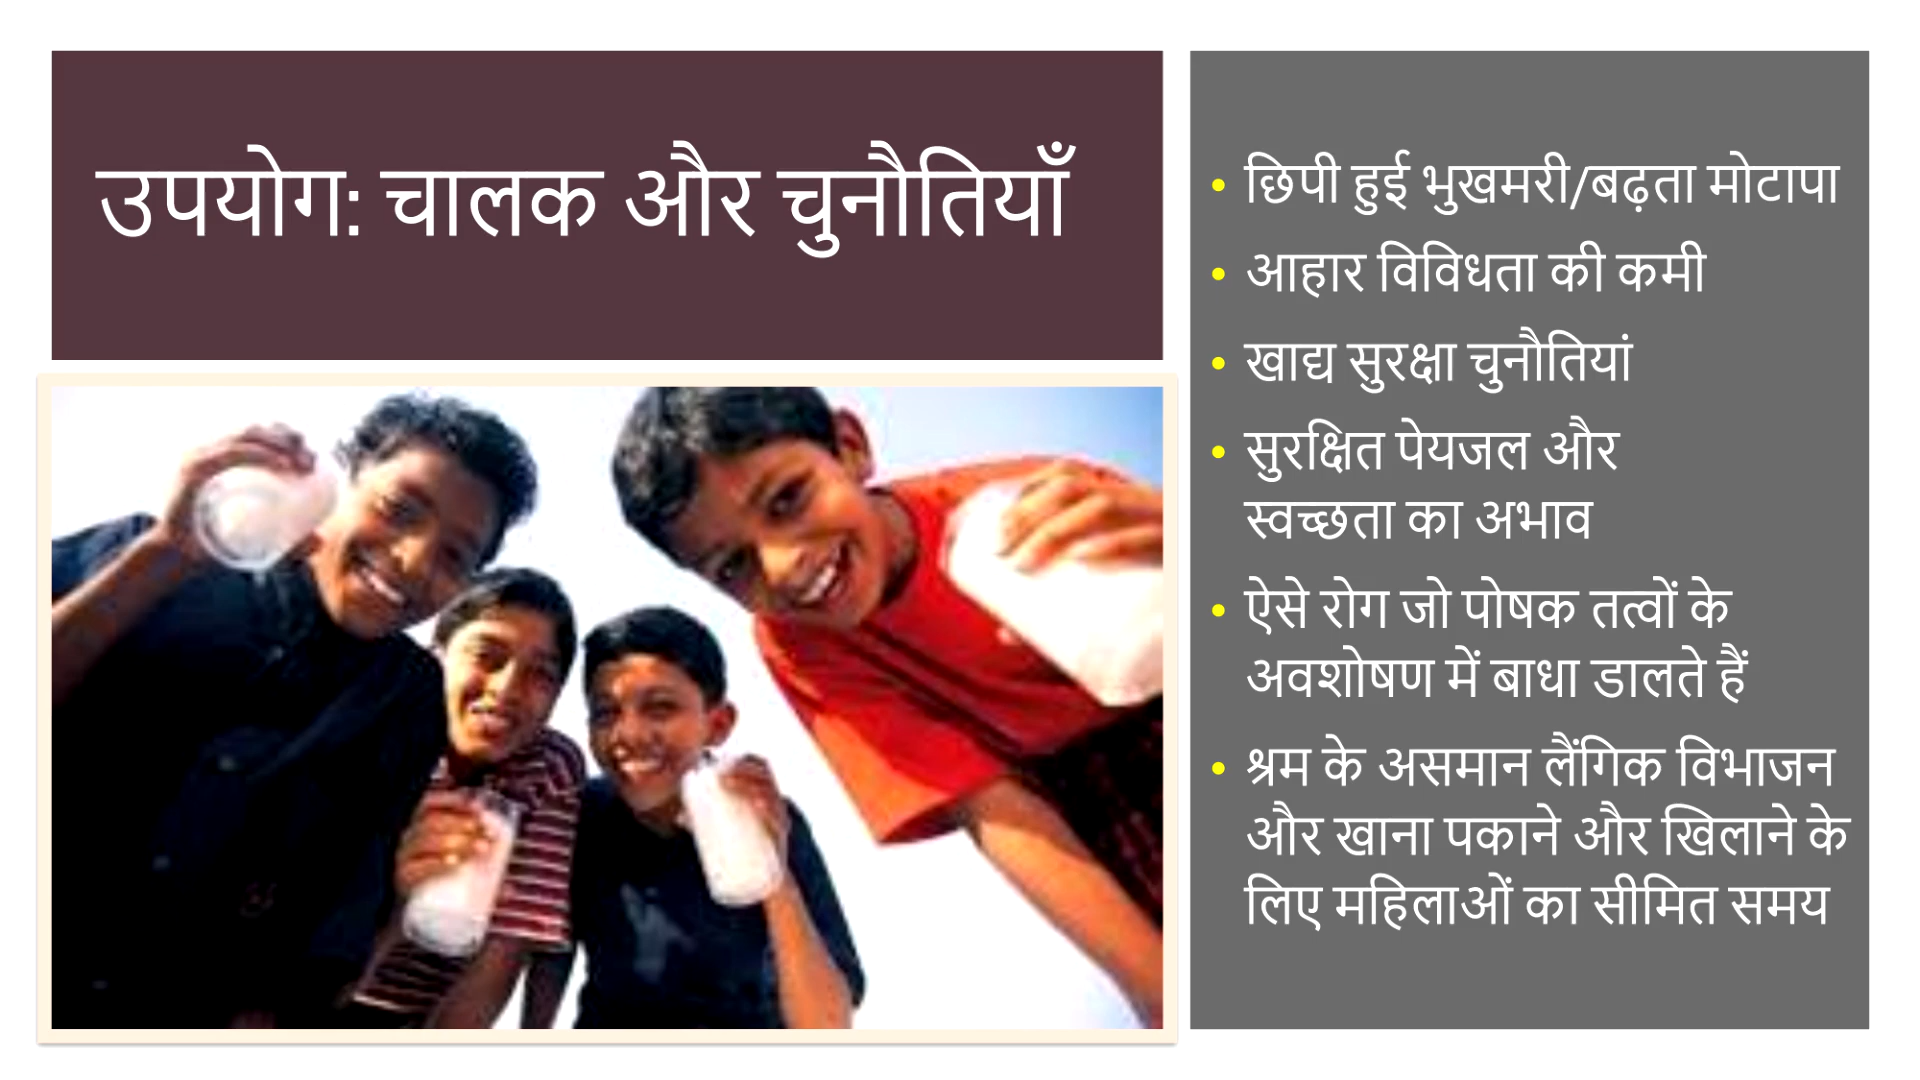 उपयोग: चालक और चुनौतियाँ
• छिपी हुई भुखमरी/बढ़ता मोटापा
• आहार विविधता की कमी
• खाद्य सुरक्षा चुनौतियां
• सुरक्षित पेयजल और
स्वच्छता का अभाव
• ऐसे रोग जो पोषक तत्वों के
अवशोषण में बाधा डालते हैं
• श्रम के असमान लैंगिक विभाजन
और खाना पकाने और खिलाने के
लिए महिलाओं का सीमित समय